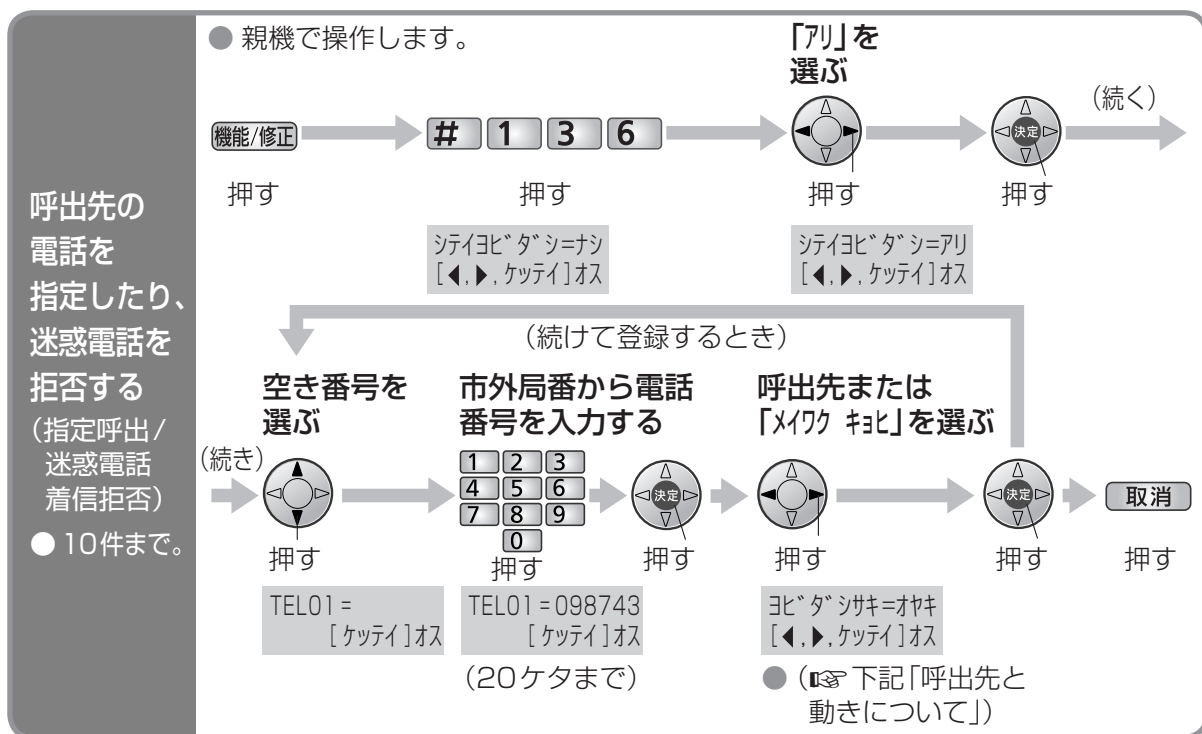 呼出先の
電話を
指定したり、
迷惑電話を
拒否する
（指定呼出/
迷惑電話
着信拒否）
● 10件まで。
● 親機で操作します。
「ｱﾘ」を
選ぶ
（続く）
機能/修正
# 1 3 6
決定
押す
押す
押す
押す
ｼﾃｲﾖﾋﾞﾀﾞｼ=ﾅｼ
[◀,▶,ｹｯﾃｲ]ｵｽ
ｼﾃｲﾖﾋﾞﾀﾞｼ=ｱﾘ
[◀,▶,ｹｯﾃｲ]ｵｽ
（続けて登録するとき）
（続き）
空き番号を
選ぶ
押す
TEL01=
[ｹｯﾃｲ]ｵｽ
市外局番から電話
番号を入力する
1 2 3
4 5 6
7 8 9
0
決定
押す
押す
TEL01=098743
[ｹｯﾃｲ]ｵｽ
（20ケタまで）
呼出先または
「ﾒｲﾜｸ ｷｮﾋ」を選ぶ
決定
取消
押す
押す
押す
ﾖﾋﾞﾀﾞｼｻｷ=ｵﾔｷ
[◀,▶,ｹｯﾃｲ]ｵｽ
● （☞下記「呼出先と
動きについて」）